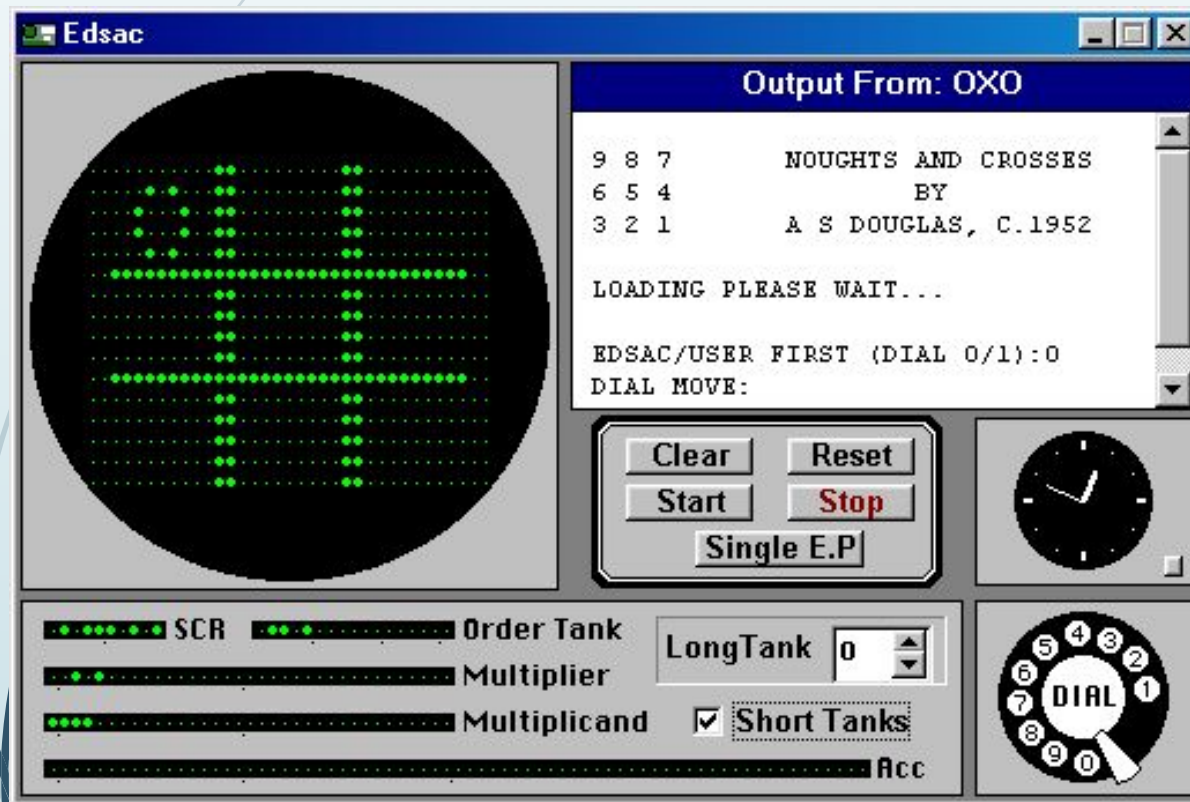 Edsac
Output From: OXO
9 8 7 NOUGHTS AND CROSSES
6 5 4 BY
3 2 1 A S DOUGLAS, C.1952
LOADING PLEASE WAIT...
EDSAC/USER FIRST (DIAL 0/1):0
DIAL MOVE:
Clear Reset
Start Stop
Single E.P
SCR Order Tank
LongTank 0
Multiplier
Multiplicand
Short Tanks
Acc
5 4 3
6 2
7 DIAL 1
8
9 0